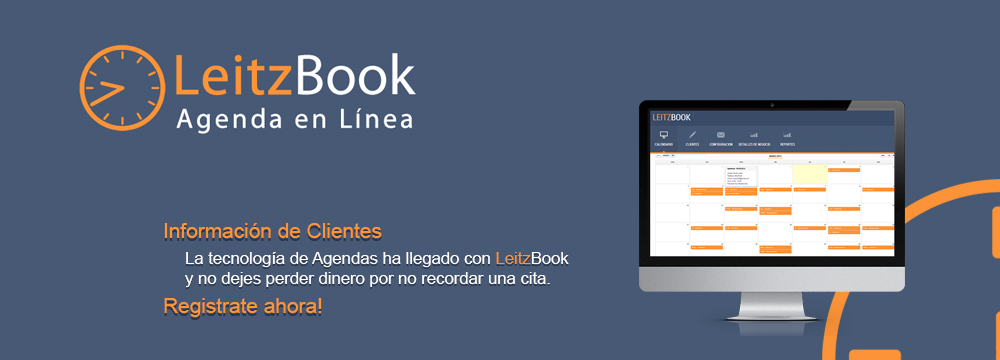 LeitzBook
Agenda en Línea
Información de Clientes
La tecnología de Agendas ha llegado con LeitzBook
y no dejes perder dinero por no recordar una cita.
Registrate ahora!
LEITZBOOK
CALENDARIO CLIENTES CONFIGURACION DETALLES DE NEGOCIO REPORTES